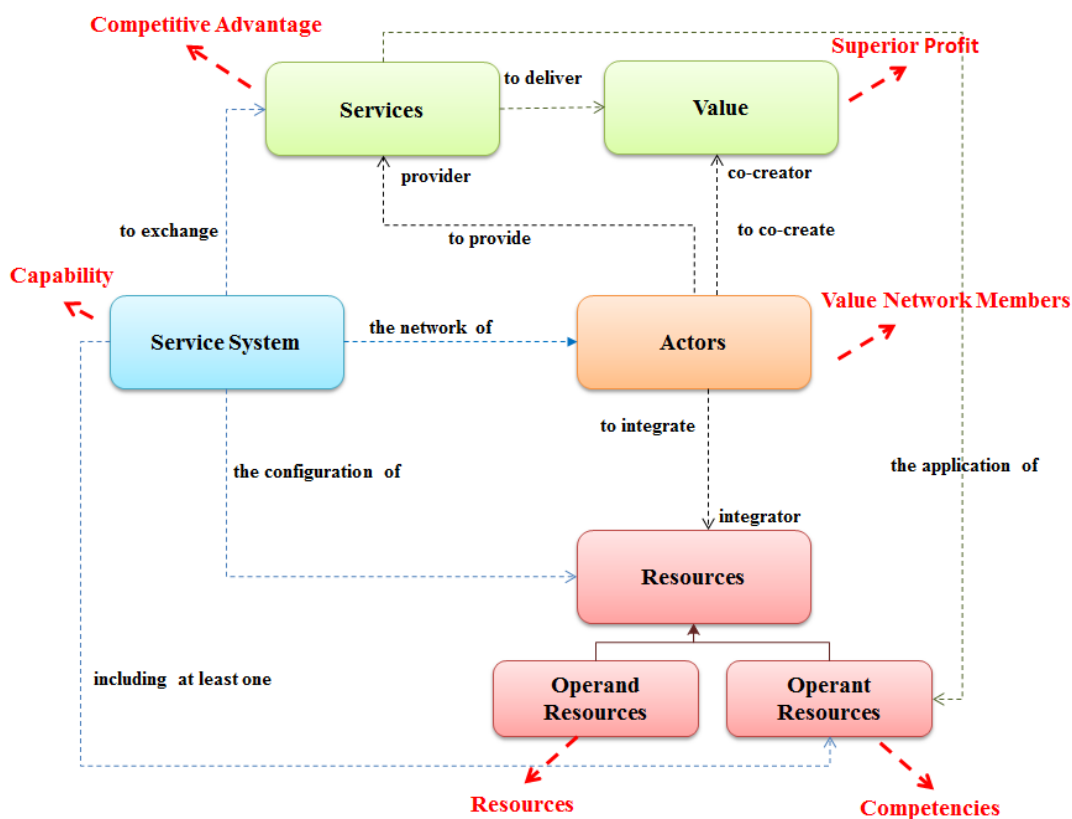 Competitive Advantage
Superior Profit
to deliver
Services
Value
provider
co-creator
to exchange
to provide
to co-create
Capability
Value Network Members
the network of
Service System
Actors
to integrate
the configuration of
the application of
integrator
Resources
including at least one
Operand
Resources
Operant
Resources
Resources
Competencies